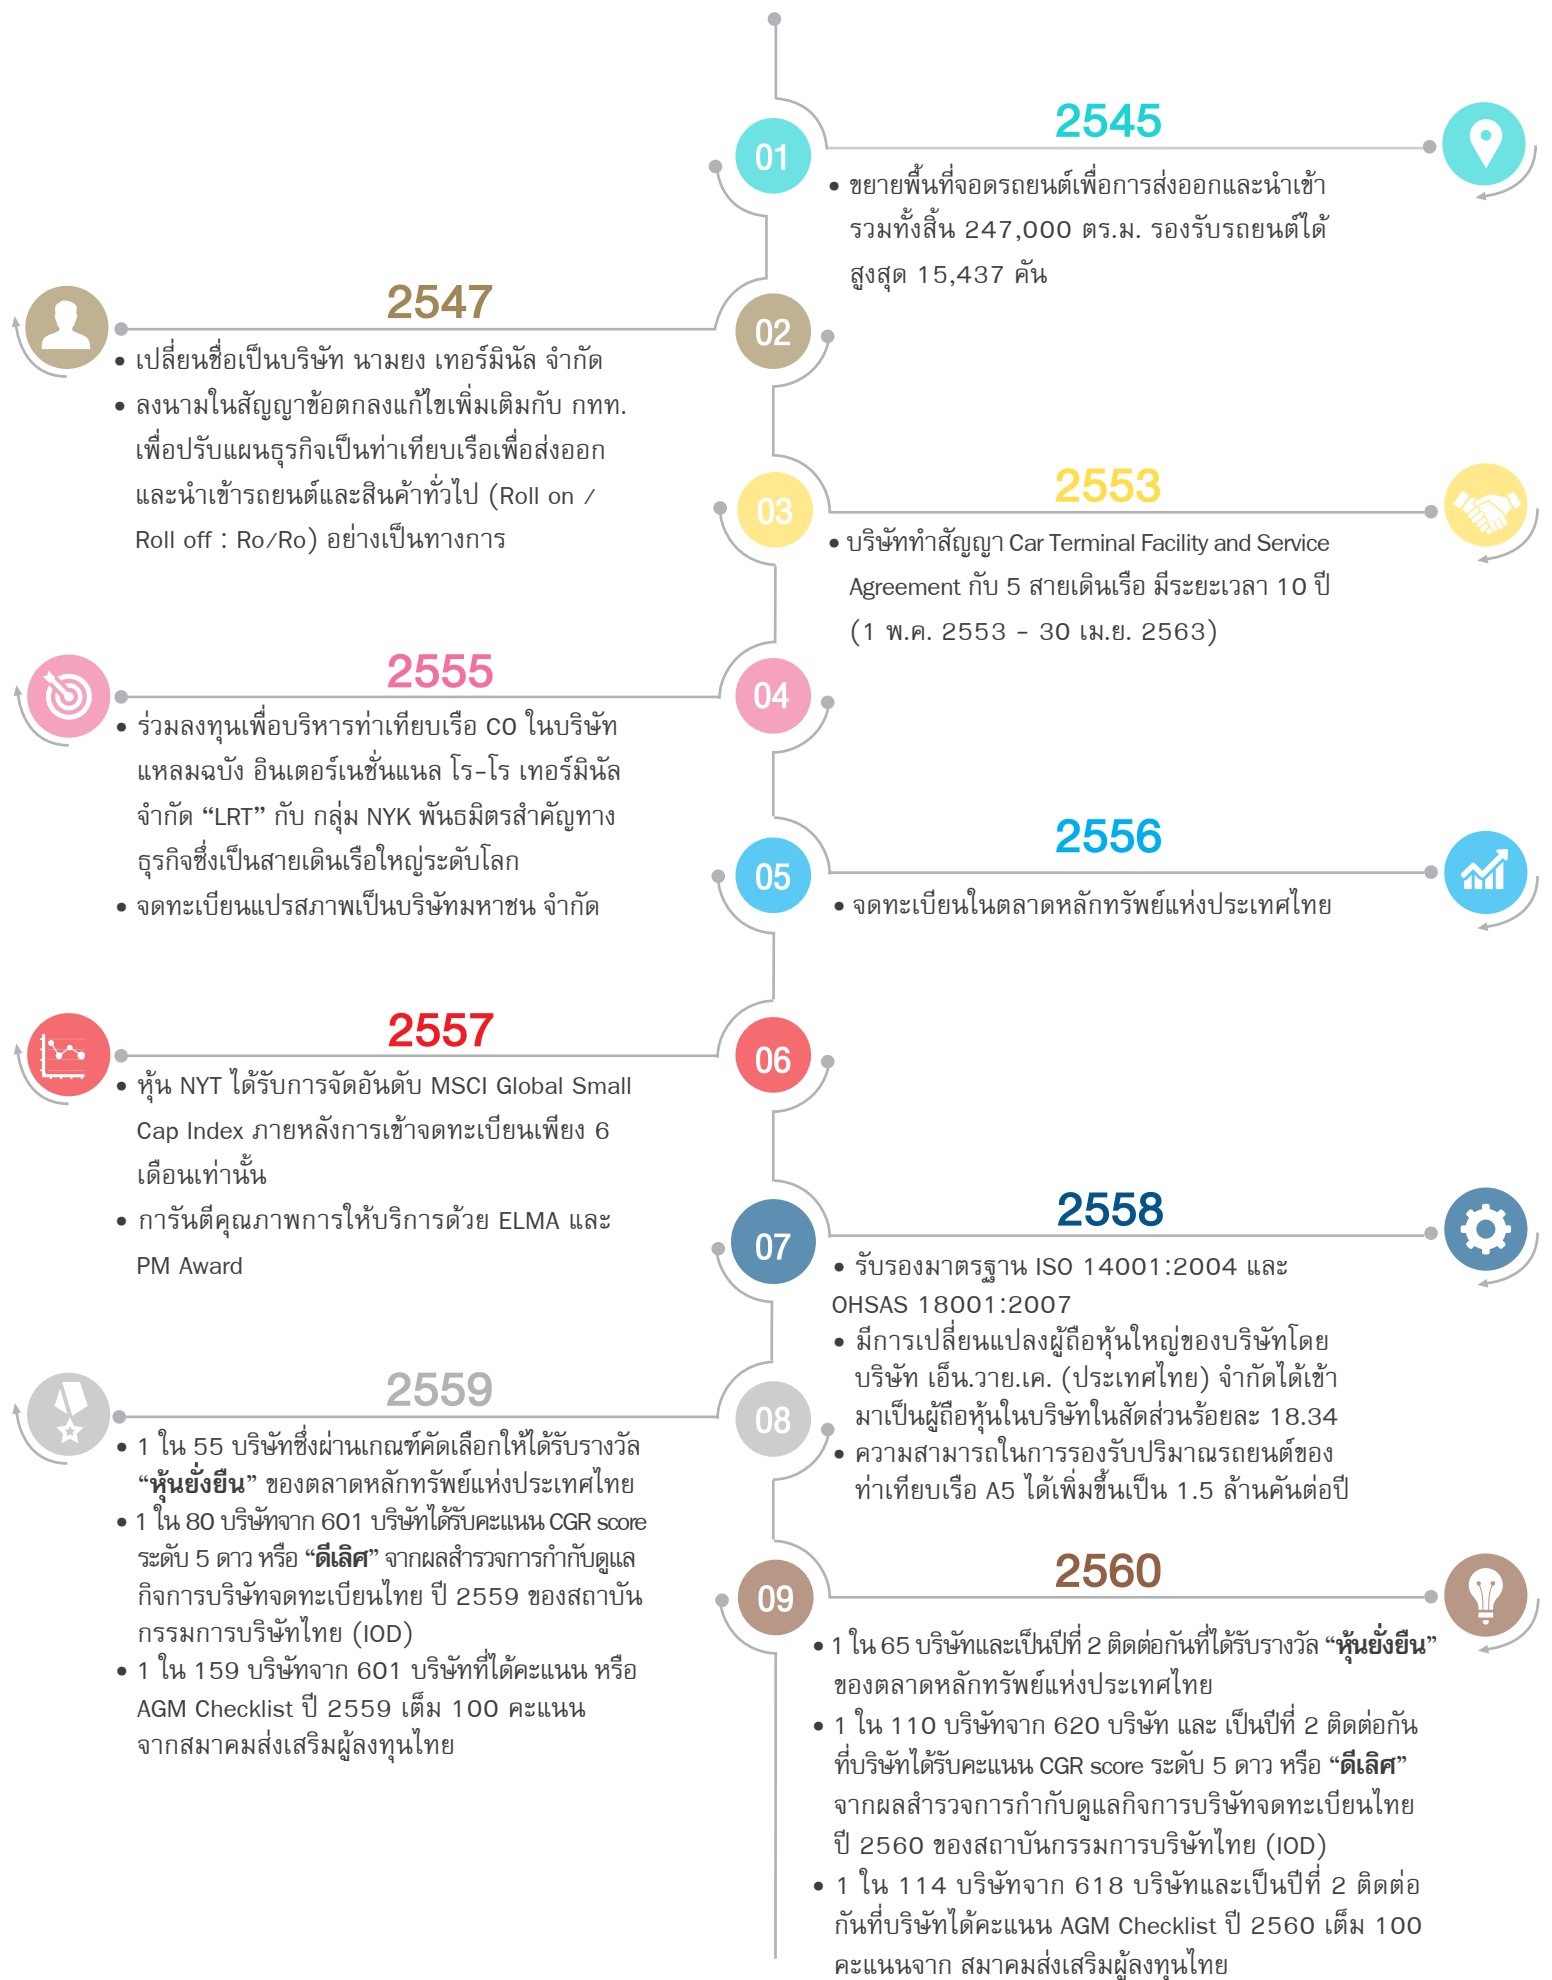 01
2545
• ขยายพื้นที่จอดรถยนต์เพื่อการส่งออกและนำเข้า
รวมทั้งสิ้น 247,000 ตร.ม. รองรับรถยนต์ได้
สูงสุด 15,437 คัน
2547
02
• เปลี่ยนชื่อเป็นบริษัท นามยง เทอร์มินัล จำกัด
• ลงนามในสัญญาข้อตกลงแก้ไขเพิ่มเติมกับ กทท.
เพื่อปรับแผนธุรกิจเป็นท่าเทียบเรือเพื่อส่งออก
และนำเข้ารถยนต์และสินค้าทั่วไป (Roll on /
Roll off : Ro/Ro) อย่างเป็นทางการ
03
2553
• บริษัททำสัญญา Car Terminal Facility and Service
Agreement กับ 5 สายเดินเรือ มีระยะเวลา 10 ปี
(1 พ.ค. 2553 - 30 เม.ย. 2563)
2555
04
• ร่วมลงทุนเพื่อบริหารท่าเทียบเรือ C0 ในบริษัท
แหลมฉบัง อินเตอร์เนชั่นแนล โร-โร เทอร์มินัล
จำกัด “LRT” กับ กลุ่ม NYK พันธมิตรสำคัญทาง
ธุรกิจซึ่งเป็นสายเดินเรือใหญ่ระดับโลก
• จดทะเบียนแปรสภาพเป็นบริษัทมหาชน จำกัด
05
2556
• จดทะเบียนในตลาดหลักทรัพย์แห่งประเทศไทย
2557
06
• หุ้น NYT ได้รับการจัดอันดับ MSCI Global Small
Cap Index ภายหลังการเข้าจดทะเบียนเพียง 6
เดือนเท่านั้น
• การันตีคุณภาพการให้บริการด้วย ELMA และ
PM Award
07
2558
• รับรองมาตรฐาน ISO 14001:2004 และ
OHSAS 18001:2007
• มีการเปลี่ยนแปลงผู้ถือหุ้นใหญ่ของบริษัทโดย
บริษัท เอ็น.วาย.เค. (ประเทศไทย) จำกัดได้เข้า
มาเป็นผู้ถือหุ้นในบริษัทในสัดส่วนร้อยละ 18.34
• ความสามารถในการรองรับปริมาณรถยนต์ของ
ท่าเทียบเรือ A5 ได้เพิ่มขึ้นเป็น 1.5 ล้านคันต่อปี
2559
08
• 1 ใน 55 บริษัทซึ่งผ่านเกณฑ์คัดเลือกให้ได้รับรางวัล
“หุ้นยั่งยืน” ของตลาดหลักทรัพย์แห่งประเทศไทย
• 1 ใน 80 บริษัทจาก 601 บริษัทได้รับคะแนน CGR score
ระดับ 5 ดาว หรือ “ดีเลิศ” จากผลสำรวจการกำกับดูแล
กิจการบริษัทจดทะเบียนไทย ปี 2559 ของสถาบัน
กรรมการบริษัทไทย (IOD)
• 1 ใน 159 บริษัทจาก 601 บริษัทที่ได้คะแนน หรือ
AGM Checklist ปี 2559 เต็ม 100 คะแนน
จากสมาคมส่งเสริมผู้ลงทุนไทย
09
2560
• 1 ใน 65 บริษัทและเป็นปีที่ 2 ติดต่อกันที่ได้รับรางวัล “หุ้นยั่งยืน”
ของตลาดหลักทรัพย์แห่งประเทศไทย
• 1 ใน 110 บริษัทจาก 620 บริษัท และ เป็นปีที่ 2 ติดต่อกัน
ที่บริษัทได้รับคะแนน CGR score ระดับ 5 ดาว หรือ “ดีเลิศ”
จากผลสำรวจการกำกับดูแลกิจการบริษัทจดทะเบียนไทย
ปี 2560 ของสถาบันกรรมการบริษัทไทย (IOD)
• 1 ใน 114 บริษัทจาก 618 บริษัทและเป็นปีที่ 2 ติดต่อ
กันที่บริษัทได้คะแนน AGM Checklist ปี 2560 เต็ม 100
คะแนนจาก สมาคมส่งเสริมผู้ลงทุนไทย